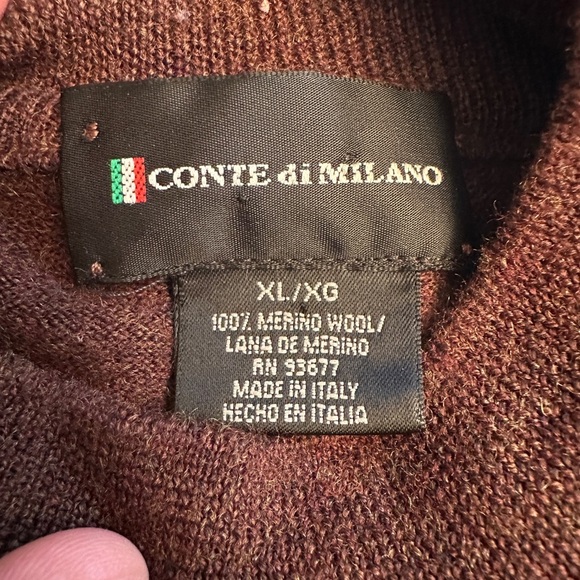 CONTE di MILANO
XL/XG
100% MERINO WOOL/
LANA DE MERINO
RN 93677
MADE IN ITALY
HECHO EN ITALIA